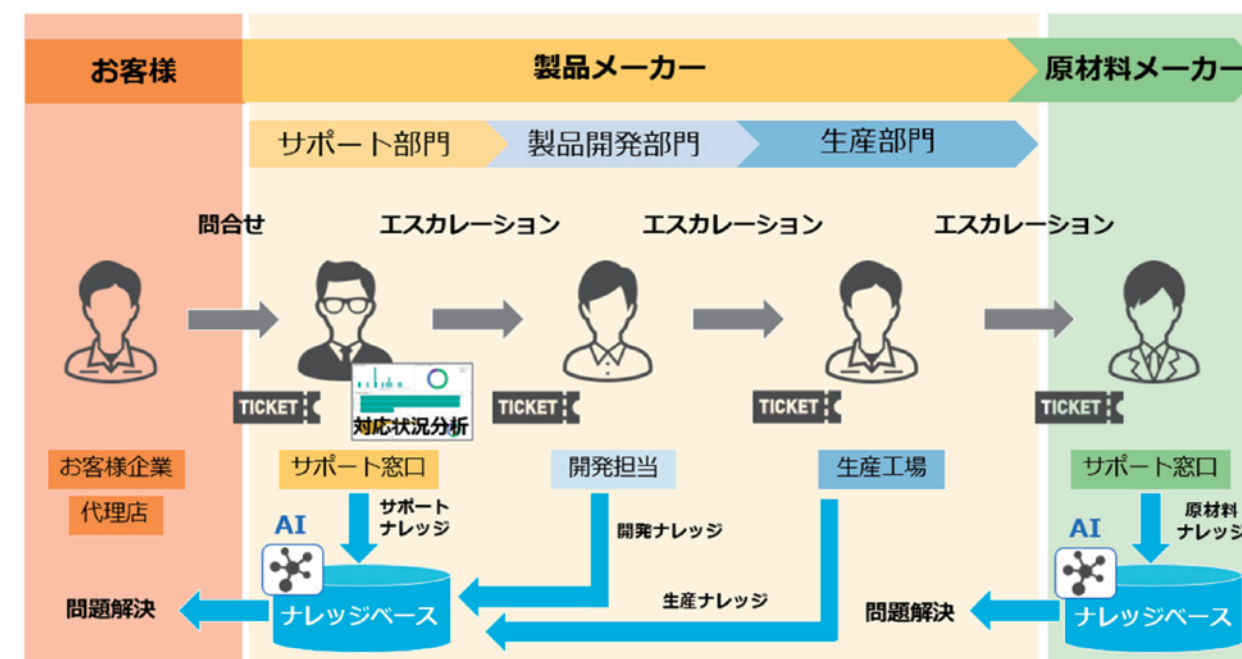 お客様
製品メーカー
原材料メーカー
サポート部門
製品開発部門
生産部門
問合せ
エスカレーション
エスカレーション
エスカレーション
TICKET
対応状況分析
TICKET
TICKET
TICKET
お客様企業
代理店
サポート窓口
開発担当
生産工場
サポート窓口
サポート
ナレッジ
開発ナレッジ
生産ナレッジ
原材料
ナレッジ
AI
AI
問題解決
ナレッジベース
問題解決
ナレッジベース